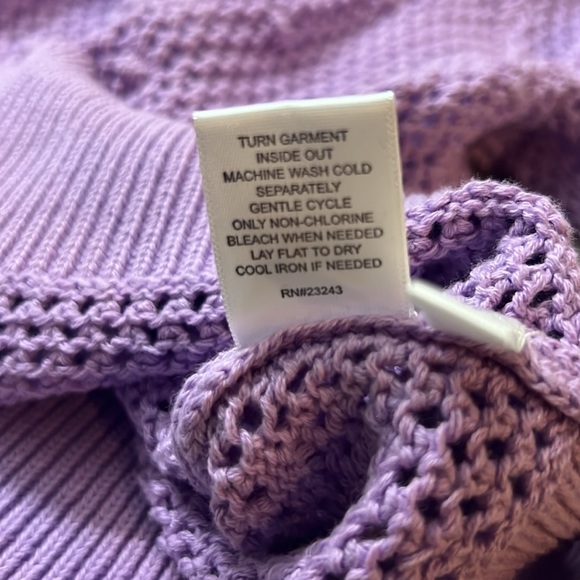 TURN GARMENT
INSIDE OUT
MACHINE WASH COLD
SEPARATELY
GENTLE CYCLE
ONLY NON-CHLORINE
BLEACH WHEN NEEDED
LAY FLAT TO DRY
COOL IRON IF NEEDED
RN#23243